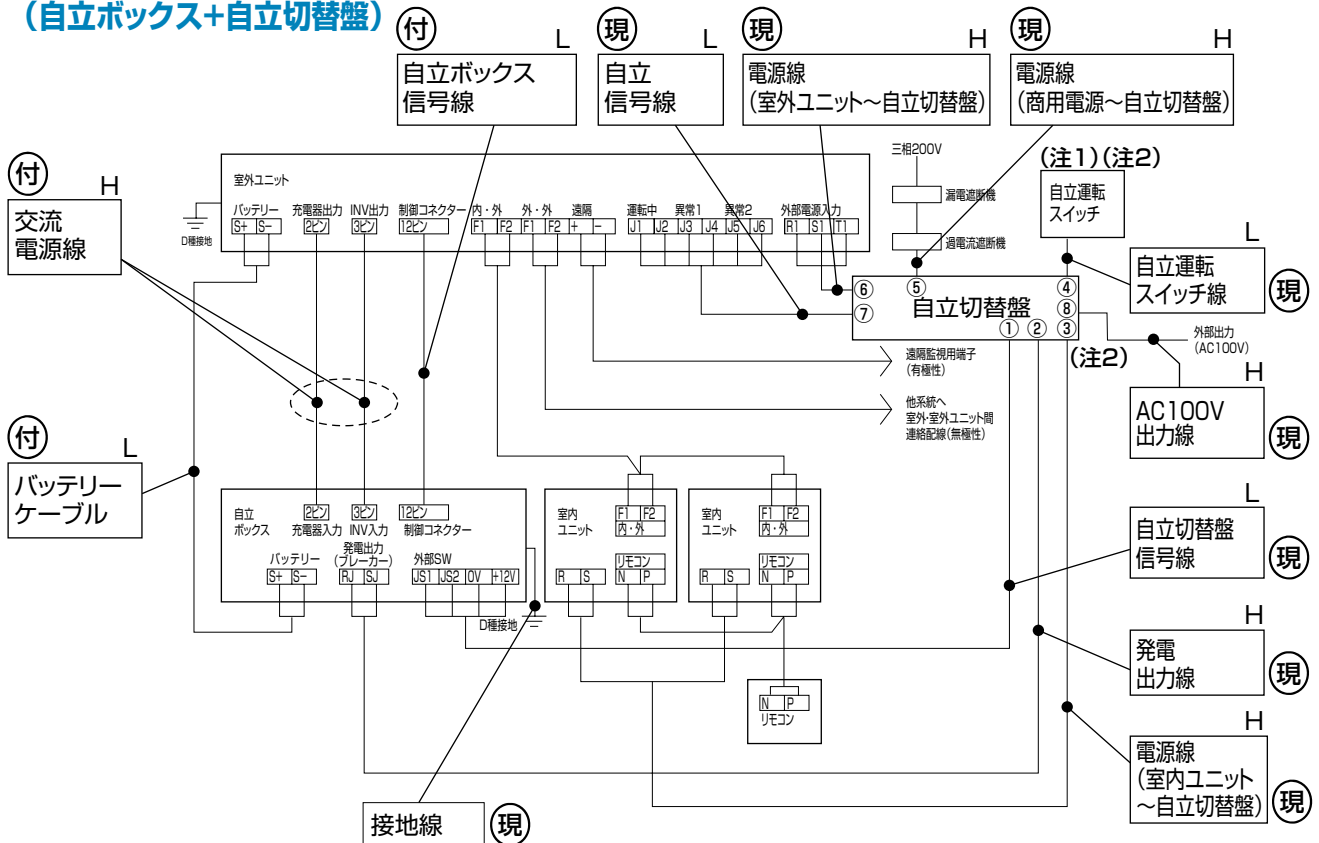 （自立ボックス+自立切替盤）
付 L
自立ボックス
信号線
現 L
自立
信号線
現 H
電源線
（室外ユニット～自立切替盤）
現 H
電源線
（商用電源～自立切替盤）
付 H
交流
電源線
室外ユニット
D種接地
バッテリー 充電器出力 INV出力 制御コネクター 内・外 外・外 遠隔 運転中 異常1 異常2 外部電源入力
S+ S- 2ピン 3ピン 12ピン F1 F2 F1 F2 + - J1 J2 J3 J4 J5 J6 R1 S1 T1
三相200V
漏電遮断機
過電流遮断機
（注1）（注2）
自立運転
スイッチ
L
自立運転
スイッチ線
現
⑥ ⑤ ④
⑦ 自立切替盤 ⑧
① ② ③
（注2）
外部出力
（AC100V）
H
AC100V
出力線
現
遠隔監視用端子
（有極性）
他系統へ
室外・室外ユニット間
連絡配線（無極性）
付 L
バッテリー
ケーブル
自立
ボックス
2ピン 3ピン 12ピン
充電器入力 INV入力 制御コネクター
バッテリー 発電出力
（ブレーカー） 外部SW
S+ S- RJ SJ JS1 JS2 0V +12V
D種接地
室内
ユニット
F1 F2
内・外
リモコン
R S N P
室内
ユニット
F1 F2
内・外
リモコン
R S N P
N P
リモコン
L
自立切替盤
信号線
現
H
発電
出力線
現
H
電源線
（室内ユニット
～自立切替盤）
現
接地線
現